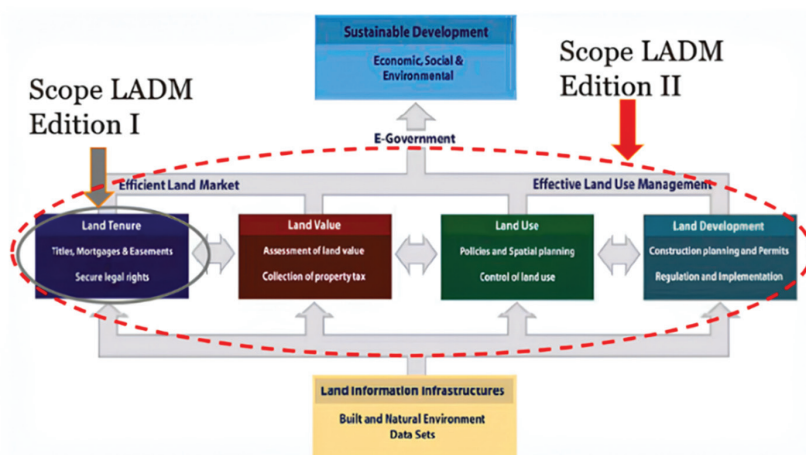 Sustainable Development
Economic, Social &
Environmental
Scope LADM
Edition II
Scope LADM
Edition I
E-Government
Efficient Land Market
Effective Land Use Management
Land Tenure
Titles, Mortgages & Easements
Secure legal rights
Land Value
Assessment of land value
Collection of property tax
Land Use
Policies and Spatial planning
Control of land use
Land Development
Construction planning and Permits
Regulation and Implementation
Land Information Infrastructures
Built and Natural Environment
Data Sets